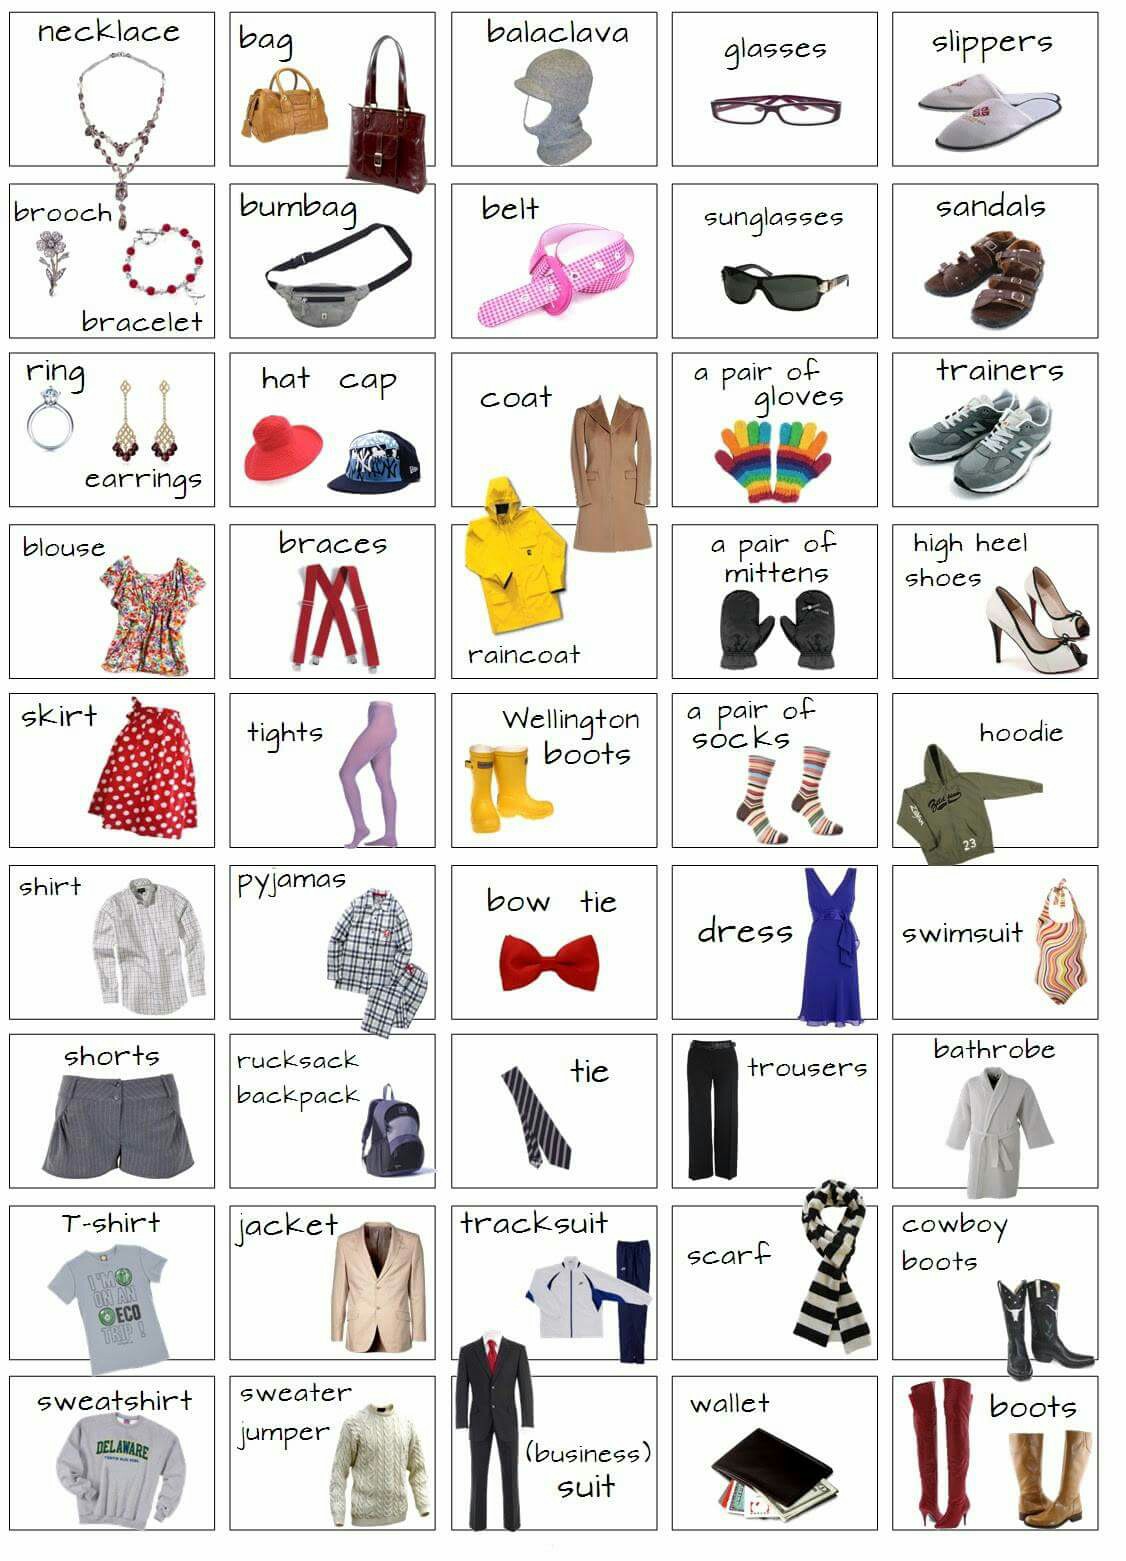 necklace
bag
balaclava
glasses
slippers
brooch
bracelet
bumbag
belt
sunglasses
sandals
ring
earrings
hat cap
coat
a pair of
gloves
trainers
blouse
braces
raincoat
a pair of
mittens
high heel
shoes
skirt
tights
Wellington
boots
a pair of
socks
hoodie
23
shirt
pyjamas
bow tie
dress
swimsuit
shorts
rucksack
backpack
tie
trousers
bathrobe
T-shirt
I'M
ON AN
ECO
TRIP!
jacket
tracksuit
scarf
cowboy
boots
sweatshirt
DELAWARE
sweater
jumper
(business)
suit
wallet
boots